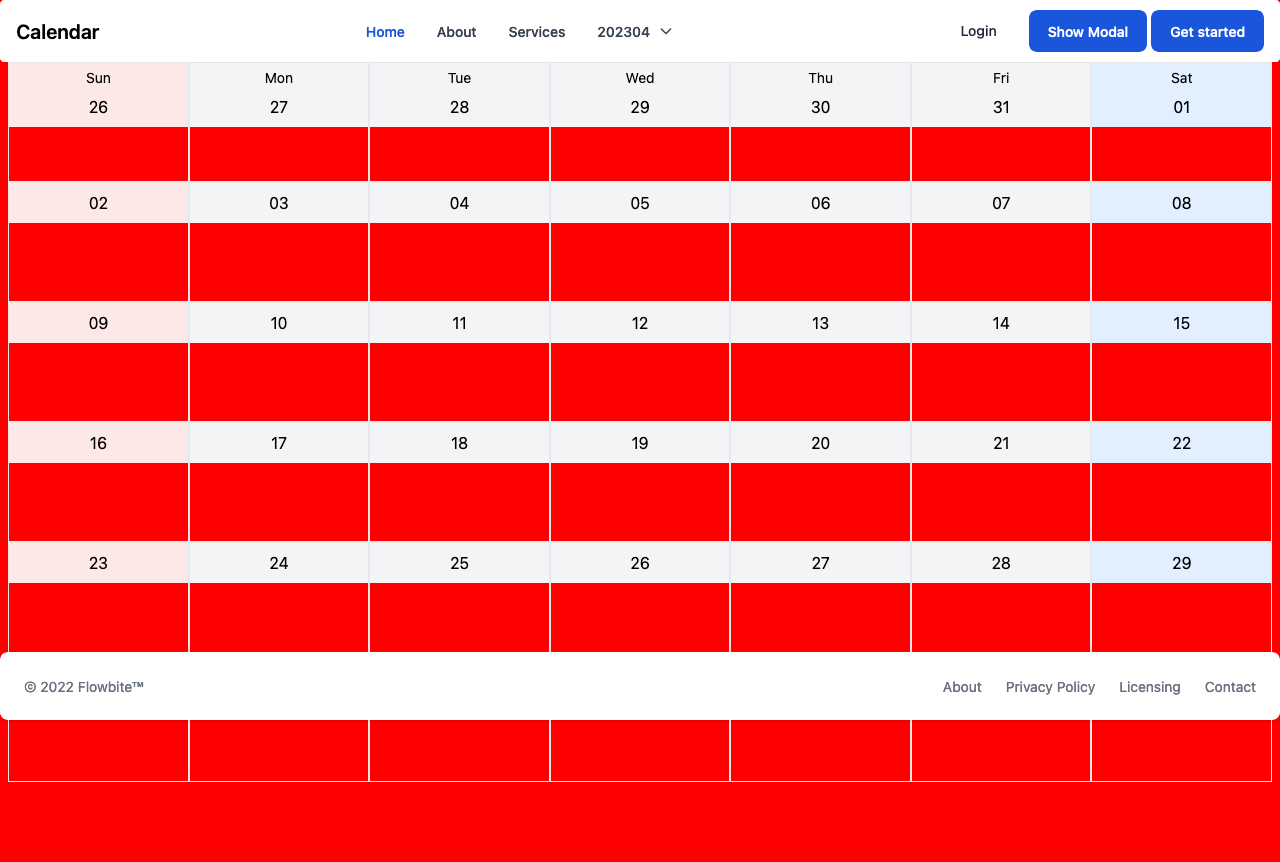 Calendar
Home About Services 202304
Login Show Modal Get started
Sun Mon Tue Wed Thu Fri Sat
26 27 28 29 30 31 01
02 03 04 05 06 07 08
09 10 11 12 13 14 15
16 17 18 19 20 21 22
23 24 25 26 27 28 29
© 2022 Flowbite™
About Privacy Policy Licensing Contact